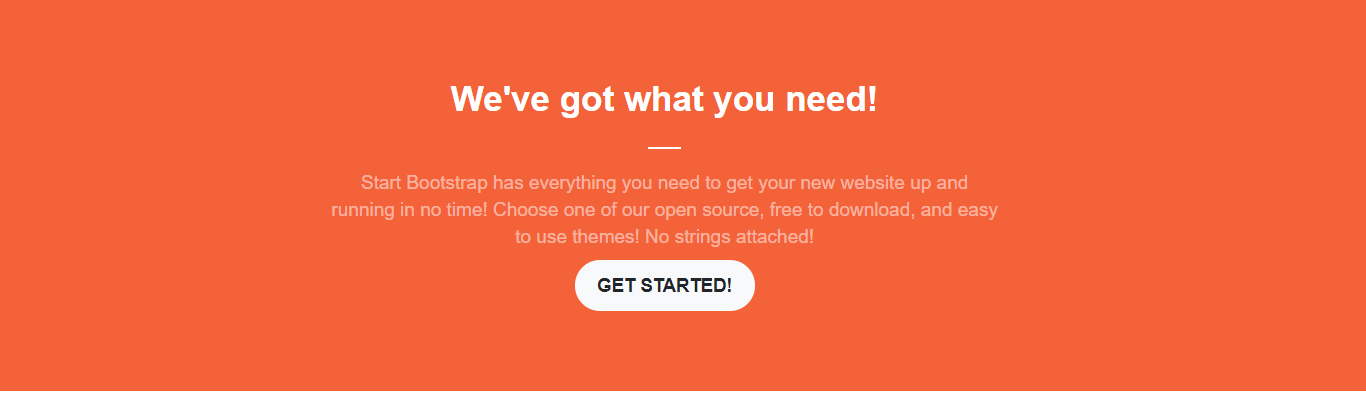 We've got what you need!
Start Bootstrap has everything you need to get your new website up and
running in no time! Choose one of our open source, free to download, and easy
to use themes! No strings attached!
GET STARTED!